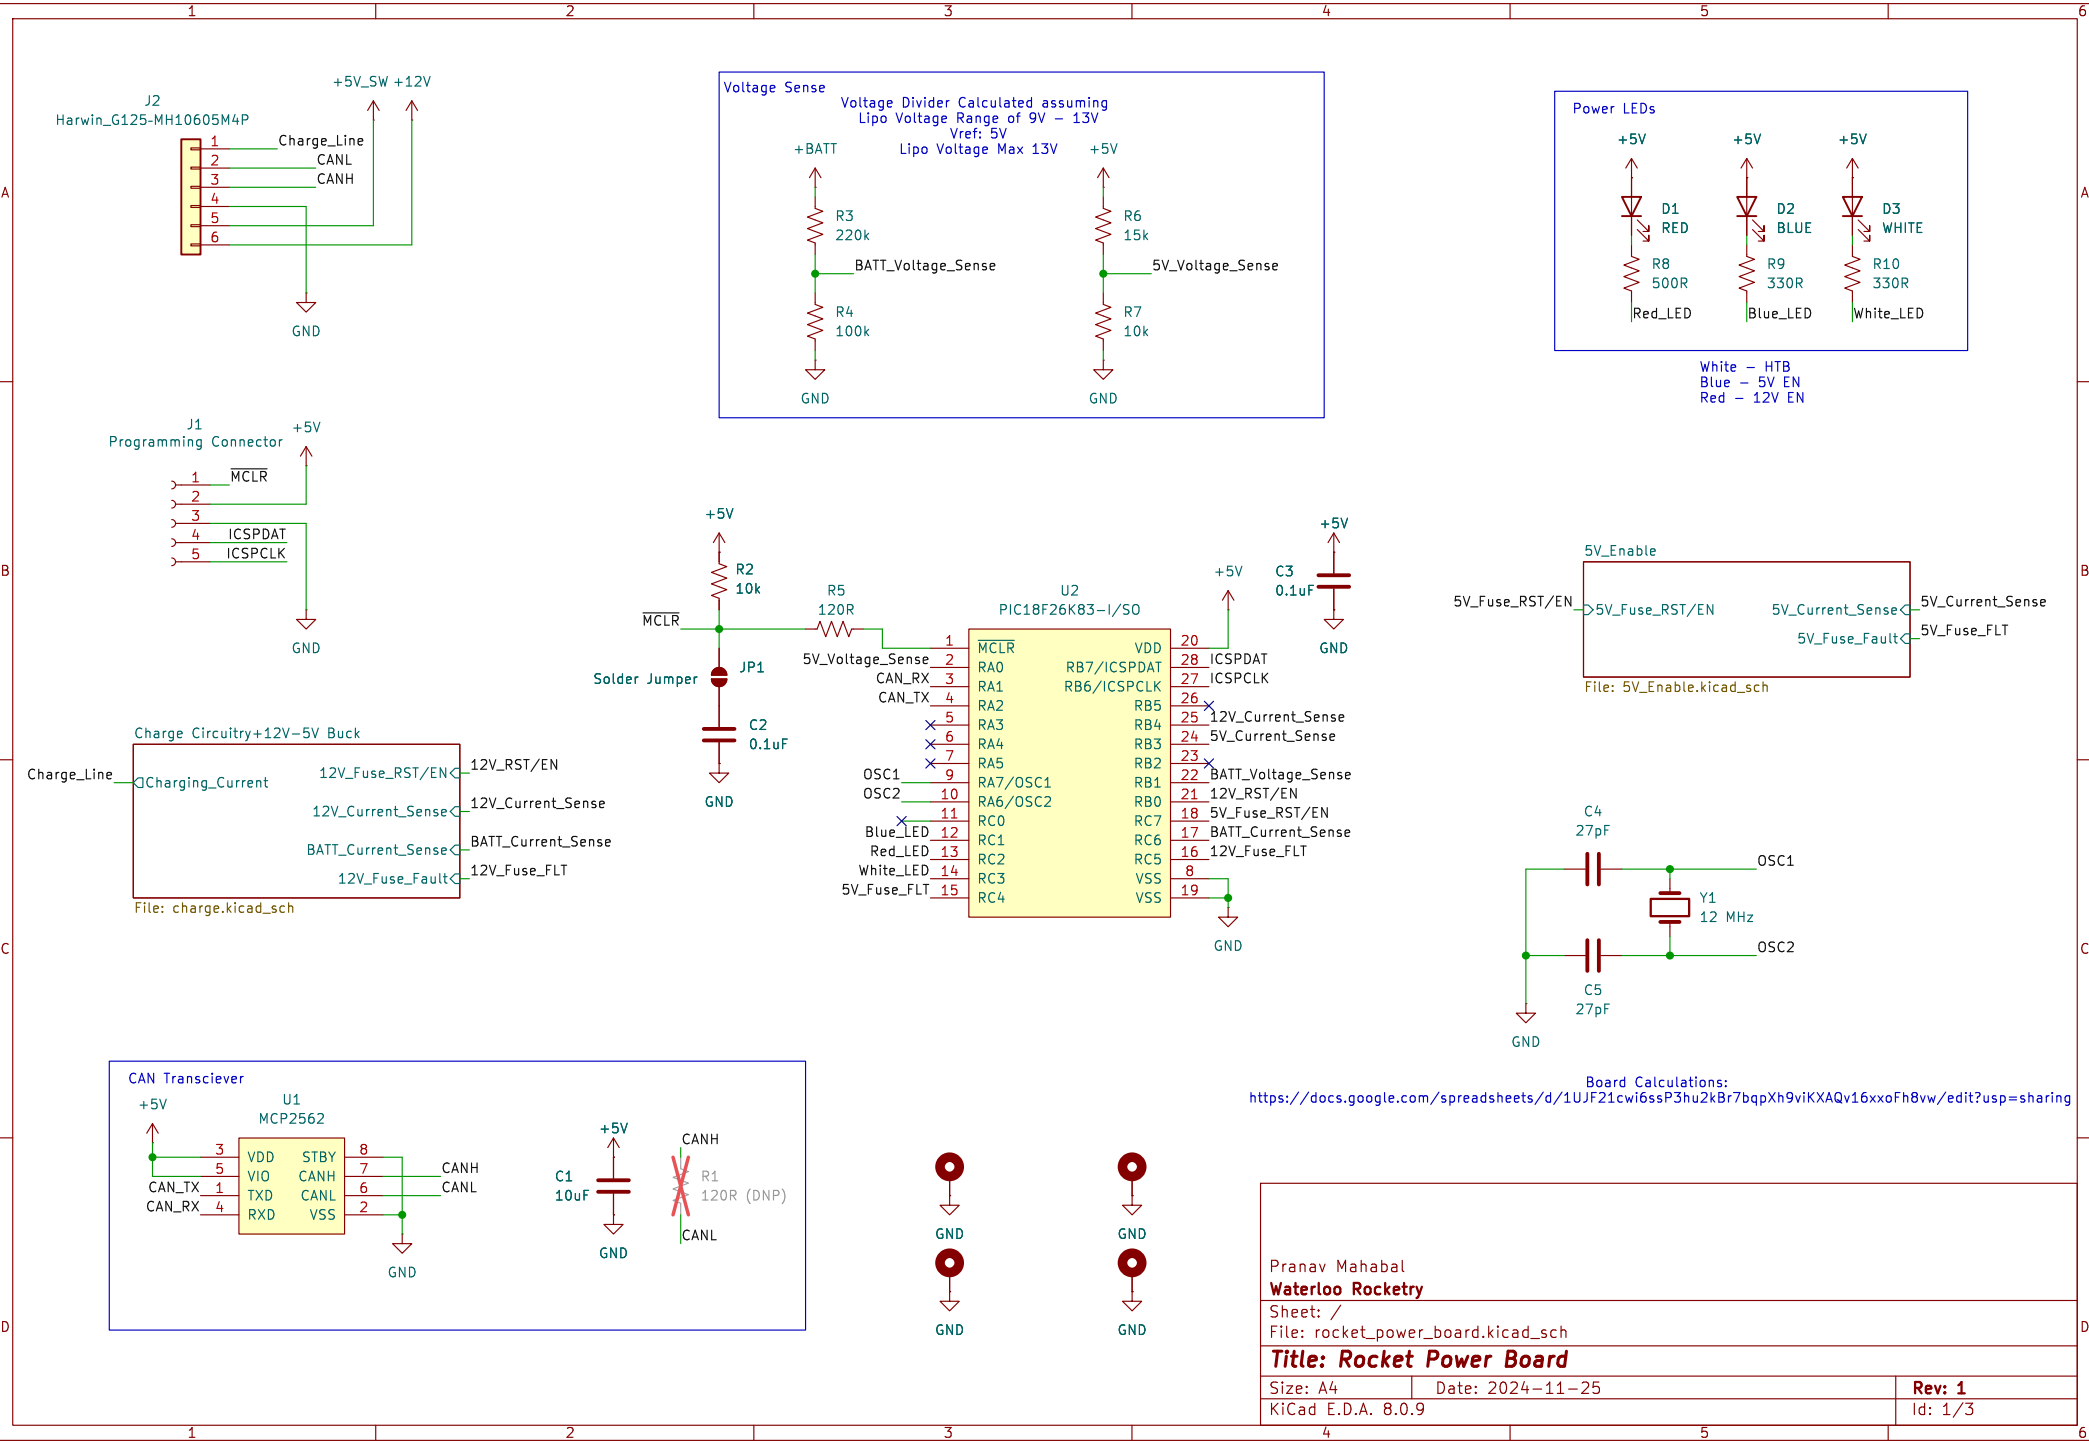 1 2 3 4 5 6
A
B
C
D
J2
Harwin_G125-MH10605M4P
+5V_SW +12V
1 Charge_Line
2 CANL
3 CANH
4
5
6
GND
Voltage Sense
Voltage Divider Calculated assuming
Lipo Voltage Range of 9V - 13V
Vref: 5V
Lipo Voltage Max 13V
+BATT
R3
220k
BATT_Voltage_Sense
R4
100k
GND
+5V
R6
15k
5V_Voltage_Sense
R7
10k
GND
Power LEDs
+5V +5V +5V
D1
RED
D2
BLUE
D3
WHITE
R8
500R
R9
330R
R10
330R
Red_LED Blue_LED White_LED
White - HTB
Blue - 5V EN
Red - 12V EN
J1
Programming Connector
+5V
1 MCLR
2
3
4 ICSPDAT
5 ICSPCLK
GND
+5V
R2
10k
MCLR
R5
120R
Solder Jumper
JP1
C2
0.1uF
GND
U2
PIC18F26K83-I/SO
1 MCLR
5V_Voltage_Sense 2 RA0
CAN_RX 3 RA1
CAN_TX 4 RA2
5 RA3
6 RA4
7 RA5
OSC1 9 RA7/OSC1
OSC2 10 RA6/OSC2
11 RC0
Blue_LED 12 RC1
Red_LED 13 RC2
White_LED 14 RC3
5V_Fuse_FLT 15 RC4
+5V
VDD 20
RB7/ICSPDAT 28 ICSPDAT
RB6/ICSPCLK 27 ICSPCLK
RB5 26
RB4 25 12V_Current_Sense
RB3 24 5V_Current_Sense
RB2 23
RB1 22 BATT_Voltage_Sense
RB0 21 12V_RST/EN
RC7 18 5V_Fuse_RST/EN
RC6 17 BATT_Current_Sense
RC5 16 12V_Fuse_FLT
VSS 8
VSS 19
GND
+5V
C3
0.1uF
GND
5V_Enable
5V_Fuse_RST/EN 5V_Fuse_RST/EN
5V_Current_Sense 5V_Current_Sense
5V_Fuse_Fault 5V_Fuse_FLT
File: 5V_Enable.kicad_sch
Charge Circuitry+12V-5V Buck
Charge_Line Charging_Current
12V_Fuse_RST/EN 12V_RST/EN
12V_Current_Sense 12V_Current_Sense
BATT_Current_Sense BATT_Current_Sense
12V_Fuse_Fault 12V_Fuse_FLT
File: charge.kicad_sch
C4
27pF
OSC1
Y1
12 MHz
OSC2
C5
27pF
GND
Board Calculations:
https://docs.google.com/spreadsheets/d/1UJF21cwi6ssP3hu2kBr7bqpXh9viKXAQv16xxoFh8vw/edit?usp=sharing
CAN Transciever
+5V
U1
MCP2562
3 VDD
5 VIO
CAN_TX 1 TXD
CAN_RX 4 RXD
STBY 8
CANH 7 CANH
CANL 6 CANL
VSS 2
GND
+5V
C1
10uF
GND
CANH
R1
120R (DNP)
CANL
GND GND
GND GND
Pranav Mahabal
Waterloo Rocketry
Sheet: /
File: rocket_power_board.kicad_sch
Title: Rocket Power Board
Size: A4 Date: 2024-11-25 Rev: 1
KiCad E.D.A. 8.0.9 Id: 1/3
A
B
C
D
1 2 3 4 5 6